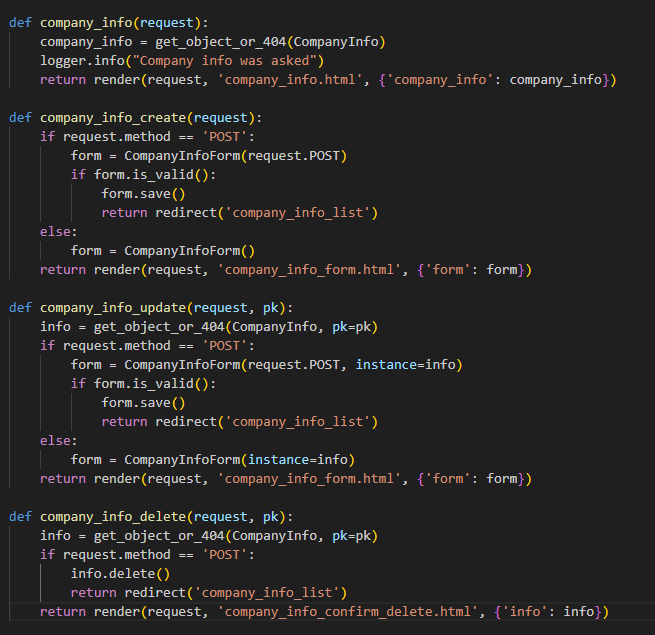 def company_info(request):
    company_info = get_object_or_404(CompanyInfo)
    logger.info("Company info was asked")
    return render(request, 'company_info.html', {'company_info': company_info})

def company_info_create(request):
    if request.method == 'POST':
        form = CompanyInfoForm(request.POST)
        if form.is_valid():
            form.save()
            return redirect('company_info_list')
    else:
        form = CompanyInfoForm()
    return render(request, 'company_info_form.html', {'form': form})

def company_info_update(request, pk):
    info = get_object_or_404(CompanyInfo, pk=pk)
    if request.method == 'POST':
        form = CompanyInfoForm(request.POST, instance=info)
        if form.is_valid():
            form.save()
            return redirect('company_info_list')
    else:
        form = CompanyInfoForm(instance=info)
    return render(request, 'company_info_form.html', {'form': form})

def company_info_delete(request, pk):
    info = get_object_or_404(CompanyInfo, pk=pk)
    if request.method == 'POST':
        info.delete()
        return redirect('company_info_list')
    return render(request, 'company_info_confirm_delete.html', {'info': info})